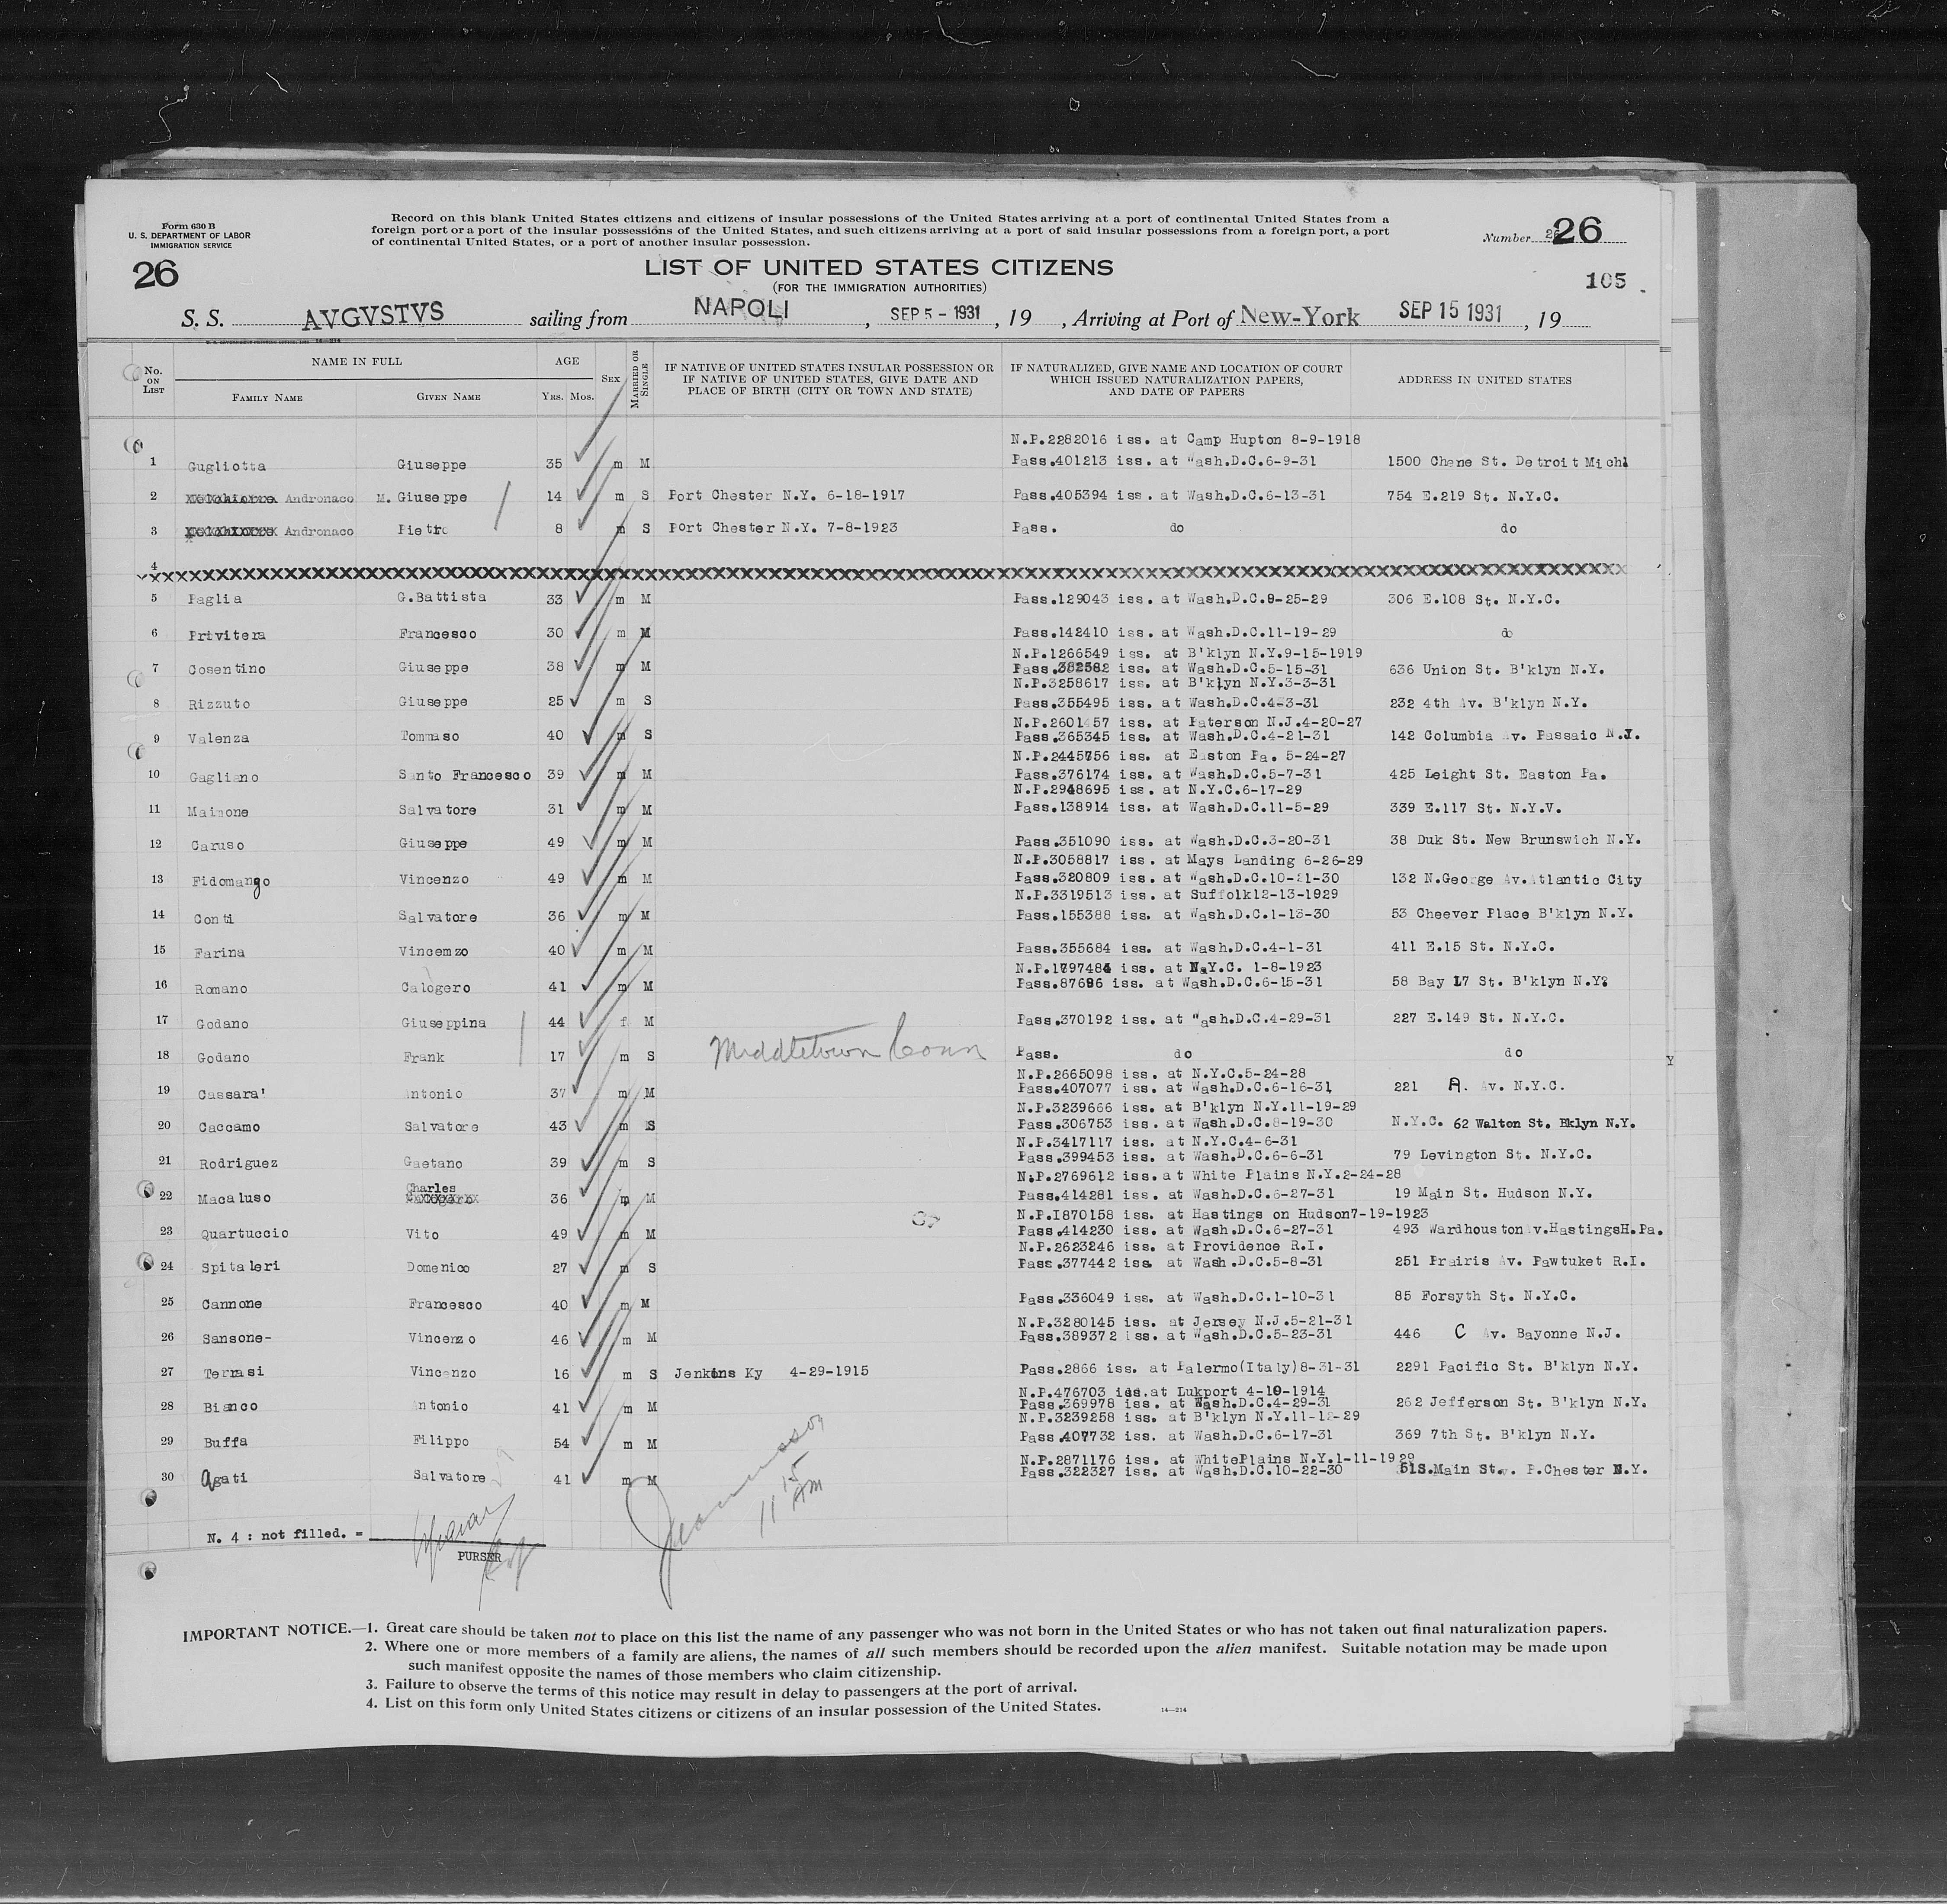 Form 630 B
U. S. DEPARTMENT OF LABOR
IMMIGRATION SERVICE
Record on this blank United States citizens and citizens of insular possessions of the United States arriving at a port of continental United States from a
foreign port or a port of the insular possessions of the United States, and such citizens arriving at a port of said insular possessions from a foreign port, a port
of continental United States, or a port of another insular possession.
Number 26
26
LIST OF UNITED STATES CITIZENS
(FOR THE IMMIGRATION AUTHORITIES)
105
S. S. AVGVSTVS sailing from NAPOLI, SEP 5 - 1931, 19 , Arriving at Port of New-York SEP 15 1931, 19
No. ON LIST
NAME IN FULL
FAMILY NAME GIVEN NAME
AGE
YRS. MOS.
SEX
MARRIED OR SINGLE
IF NATIVE OF UNITED STATES INSULAR POSSESSION OR
IF NATIVE OF UNITED STATES, GIVE DATE AND
PLACE OF BIRTH (CITY OR TOWN AND STATE)
IF NATURALIZED, GIVE NAME AND LOCATION OF COURT
WHICH ISSUED NATURALIZATION PAPERS,
AND DATE OF PAPERS
ADDRESS IN UNITED STATES
N.P.2282016 iss. at Camp Hupton 8-9-1918
1 Gugliotta Giuseppe 35 m M Pass.401213 iss. at Wash.D.C.6-9-31 1500 Chene St. Detroit Mich
2 Andronaco M. Giuseppe 14 m S Port Chester N.Y. 6-18-1917 Pass.405394 iss. at Wash.D.C.6-13-31 754 E.219 St. N.Y.C.
3 Andronaco Pietro 8 m S Port Chester N.Y. 7-8-1923 Pass. do do
4
5 Paglia G.Battista 33 m M Pass.129043 iss. at Wash.D.C.8-25-29 306 E.108 St. N.Y.C.
6 Privitera Francesco 30 m M Pass.142410 iss. at Wash.D.C.11-19-29 do
N.P.1266549 iss. at B'klyn N.Y.9-15-1919
7 Cosentino Giuseppe 38 m M Pass.382582 iss. at Wash.D.C.5-15-31 636 Union St. B'klyn N.Y.
N.P.3258617 iss. at B'klyn N.Y.3-3-31
8 Rizzuto Giuseppe 25 m S Pass.355495 iss. at Wash.D.C.4-3-31 232 4th Av. B'klyn N.Y.
N.P.2601457 iss. at Paterson N.J.4-20-27
9 Valenza Tommaso 40 m S Pass.365345 iss. at Wash.D.C.4-21-31 142 Columbia Av. Passaic N.J.
N.P.2445756 iss. at Easton Pa. 5-24-27
10 Gagliano Santo Francesco 39 m M Pass.376174 iss. at Wash.D.C.5-7-31 425 Leight St. Easton Pa.
N.P.2948695 iss. at N.Y.C.6-17-29
11 Maimone Salvatore 31 m M Pass.138914 iss. at Wash.D.C.11-5-29 339 E.117 St. N.Y.V.
12 Caruso Giuseppe 49 m M Pass.351090 iss. at Wash.D.C.3-20-31 38 Duk St. New Brunswich N.Y.
N.P.3058817 iss. at Mays Landing 6-26-29
13 Fidomango Vincenzo 49 m M Pass.320809 iss. at Wash.D.C.10-21-30 132 N.George Av.Atlantic City
N.P.3319513 iss. at Suffolk12-13-1929
14 Conti Salvatore 36 m M Pass.155388 iss. at Wash.D.C.1-13-30 53 Cheever Place B'klyn N.Y.
15 Farina Vincemzo 40 m M Pass.355684 iss. at Wash.D.C.4-1-31 411 E.15 St. N.Y.C.
N.P.1797484 iss. at N.Y.C. 1-8-1923
16 Romano Calogero 41 m M Pass.87696 iss. at Wash.D.C.6-15-31 58 Bay 17 St. B'klyn N.Y?
17 Godano Giuseppina 44 f M Pass.370192 iss. at Wash.D.C.4-29-31 227 E.149 St. N.Y.C.
18 Godano Frank 17 m S Middletown Conn Pass. do do
N.P.2665098 iss. at N.Y.C.5-24-28
19 Cassara' Antonio 37 m M Pass.407077 iss. at Wash.D.C.6-16-31 221 A. Av. N.Y.C.
N.P.3239666 iss. at B'klyn N.Y.11-19-29
20 Caccamo Salvatore 43 m S Pass.306753 iss. at Wash.D.C.8-19-30 N.Y.C. 62 Walton St. Bklyn N.Y.
N.P.3417117 iss. at N.Y.C.4-6-31
21 Rodriguez Gaetano 39 m S Pass.399453 iss. at Wash.D.C.6-6-31 79 Levington St. N.Y.C.
N.P.2769612 iss. at White Plains N.Y.2-24-28
22 Macaluso Charles 36 m M Pass.414281 iss. at Wash.D.C.6-27-31 19 Main St. Hudson N.Y.
N.P.I870158 iss. at Hastings on Hudson7-19-1923
23 Quartuccio Vito 49 m M Pass.414230 iss. at Wash.D.C.6-27-31 493 Wardhouston Av.HastingsH.Pa.
N.P.2623246 iss. at Providence R.I.
24 Spitaleri Domenico 27 m S Pass.377442 iss at Wash.D.C.5-8-31 251 Prairis Av. Pawtuket R.I.
25 Cannone Francesco 40 m M Pass.336049 iss. at Wash.D.C.1-10-31 85 Forsyth St. N.Y.C.
N.P.3280145 iss. at Jersey N.J.5-21-31
26 Sansone- Vincenzo 46 m M Pass.389372 iss. at Wash.D.C.5-23-31 446 C Av. Bayonne N.J.
27 Terrasi Vincenzo 16 m S Jenkins Ky 4-29-1915 Pass.2866 iss. at Palermo(Italy)8-31-31 2291 Pacific St. B'klyn N.Y.
N.P.476703 iss.at Lukport 4-10-1914
28 Bianco Antonio 41 m M Pass.369978 iss. at Wash.D.C.4-29-31 262 Jefferson St. B'klyn N.Y.
N.P.3239258 iss. at B'klyn N.Y.11-12-29
29 Buffa Filippo 54 m M Pass.407732 iss. at Wash.D.C.6-17-31 369 7th St. B'klyn N.Y.
N.P.2871176 iss. at WhitePlains N.Y.1-11-1929
30 Agati Salvatore 41 m M Pass.322327 iss. at Wash.D.C.10-22-30 51S.Main St. P.Chester N.Y.
11 15 AM
N. 4 : not filled. =
PURSER
IMPORTANT NOTICE.—1. Great care should be taken not to place on this list the name of any passenger who was not born in the United States or who has not taken out final naturalization papers.
2. Where one or more members of a family are aliens, the names of all such members should be recorded upon the alien manifest. Suitable notation may be made upon
such manifest opposite the names of those members who claim citizenship.
3. Failure to observe the terms of this notice may result in delay to passengers at the port of arrival.
4. List on this form only United States citizens or citizens of an insular possession of the United States.
14—214